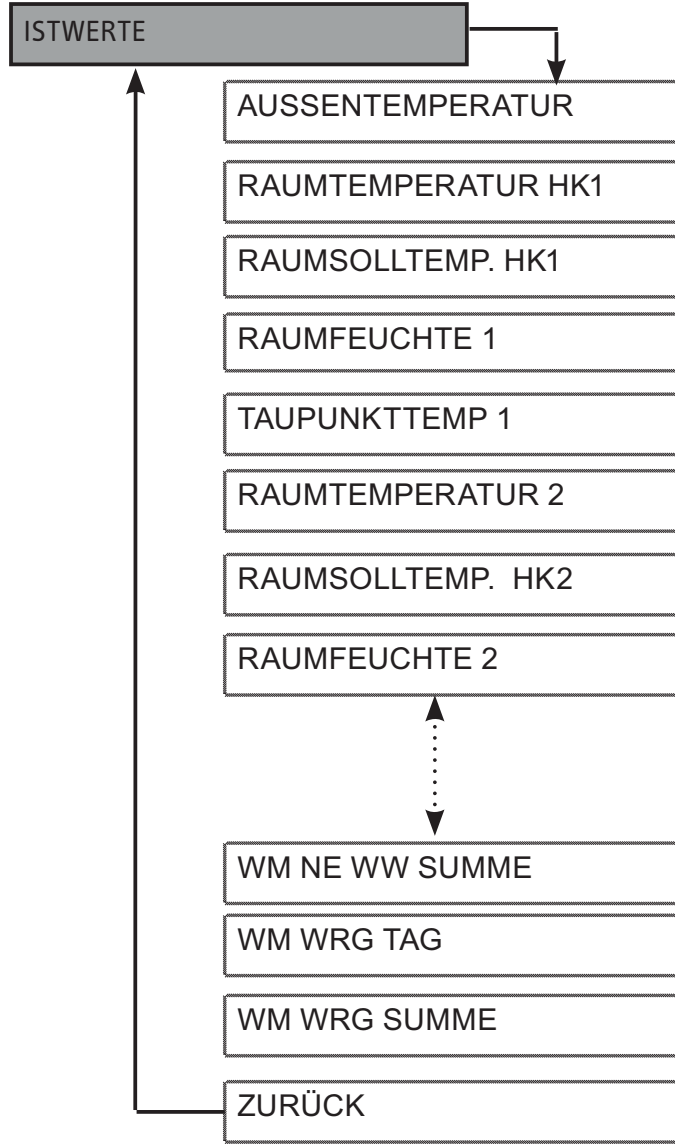 ISTWERTE
AUSSENTEMPERATUR
RAUMTEMPERATUR HK1
RAUMSOLLTEMP. HK1
RAUMFEUCHTE 1
TAUPUNKTTEMP 1
RAUMTEMPERATUR 2
RAUMSOLLTEMP. HK2
RAUMFEUCHTE 2
WM NE WW SUMME
WM WRG TAG
WM WRG SUMME
ZURÜCK